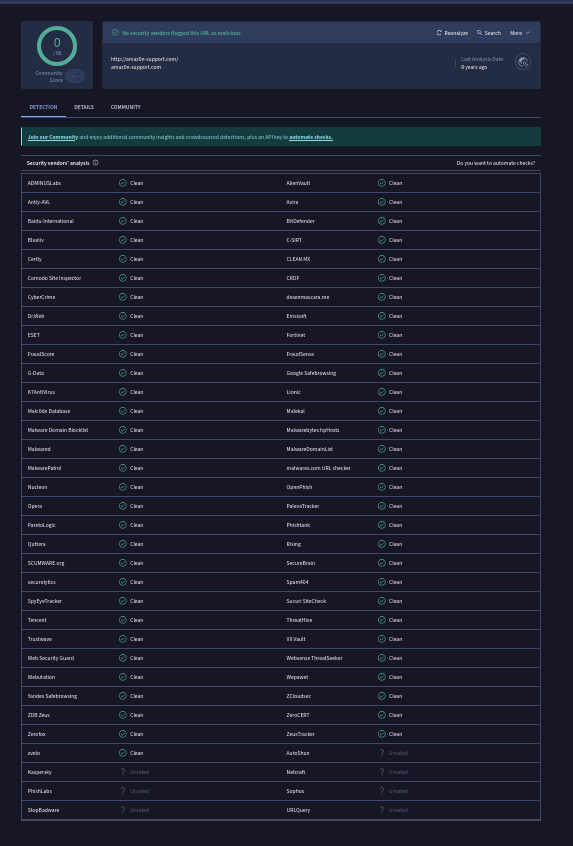 0
/ 68
Community
Score
No security vendors flagged this URL as malicious
Reanalyze
Search
More
http://amaz0n-support.com/
amaz0n-support.com
Last Analysis Date
8 years ago
DETECTION DETAILS COMMUNITY
Join our Community and enjoy additional community insights and crowdsourced detections, plus an API key to automate checks.
Security vendors' analysis
Do you want to automate checks?
ADMINUSLabs Clean AlienVault Clean
Antiy-AVL Clean Avira Clean
Baidu-International Clean BitDefender Clean
Blueliv Clean C-SIRT Clean
Certly Clean CLEAN MX Clean
Comodo Site Inspector Clean CRDF Clean
CyberCrime Clean desenmascara.me Clean
Dr.Web Clean Emsisoft Clean
ESET Clean Fortinet Clean
FraudScore Clean FraudSense Clean
G-Data Clean Google Safebrowsing Clean
K7AntiVirus Clean Lionic Clean
Malc0de Database Clean Malekal Clean
Malware Domain Blocklist Clean Malwarebytes hpHosts Clean
Malwared Clean MalwareDomainList Clean
MalwarePatrol Clean malwares.com URL checker Clean
Nucleon Clean OpenPhish Clean
Opera Clean PalevoTracker Clean
ParetoLogic Clean Phishtank Clean
Quttera Clean Rising Clean
SCUMWARE.org Clean SecureBrain Clean
securolytics Clean Spam404 Clean
SpyEyeTracker Clean Sucuri SiteCheck Clean
Tencent Clean ThreatHive Clean
Trustwave Clean VX Vault Clean
Web Security Guard Clean Websense ThreatSeeker Clean
Webutation Clean Wepawet Clean
Yandex Safebrowsing Clean ZCloudsec Clean
ZDB Zeus Clean ZeroCERT Clean
Zerofox Clean ZeusTracker Clean
zvelo Clean AutoShun Unrated
Kaspersky Unrated Netcraft Unrated
PhishLabs Unrated Sophos Unrated
StopBadware Unrated URLQuery Unrated